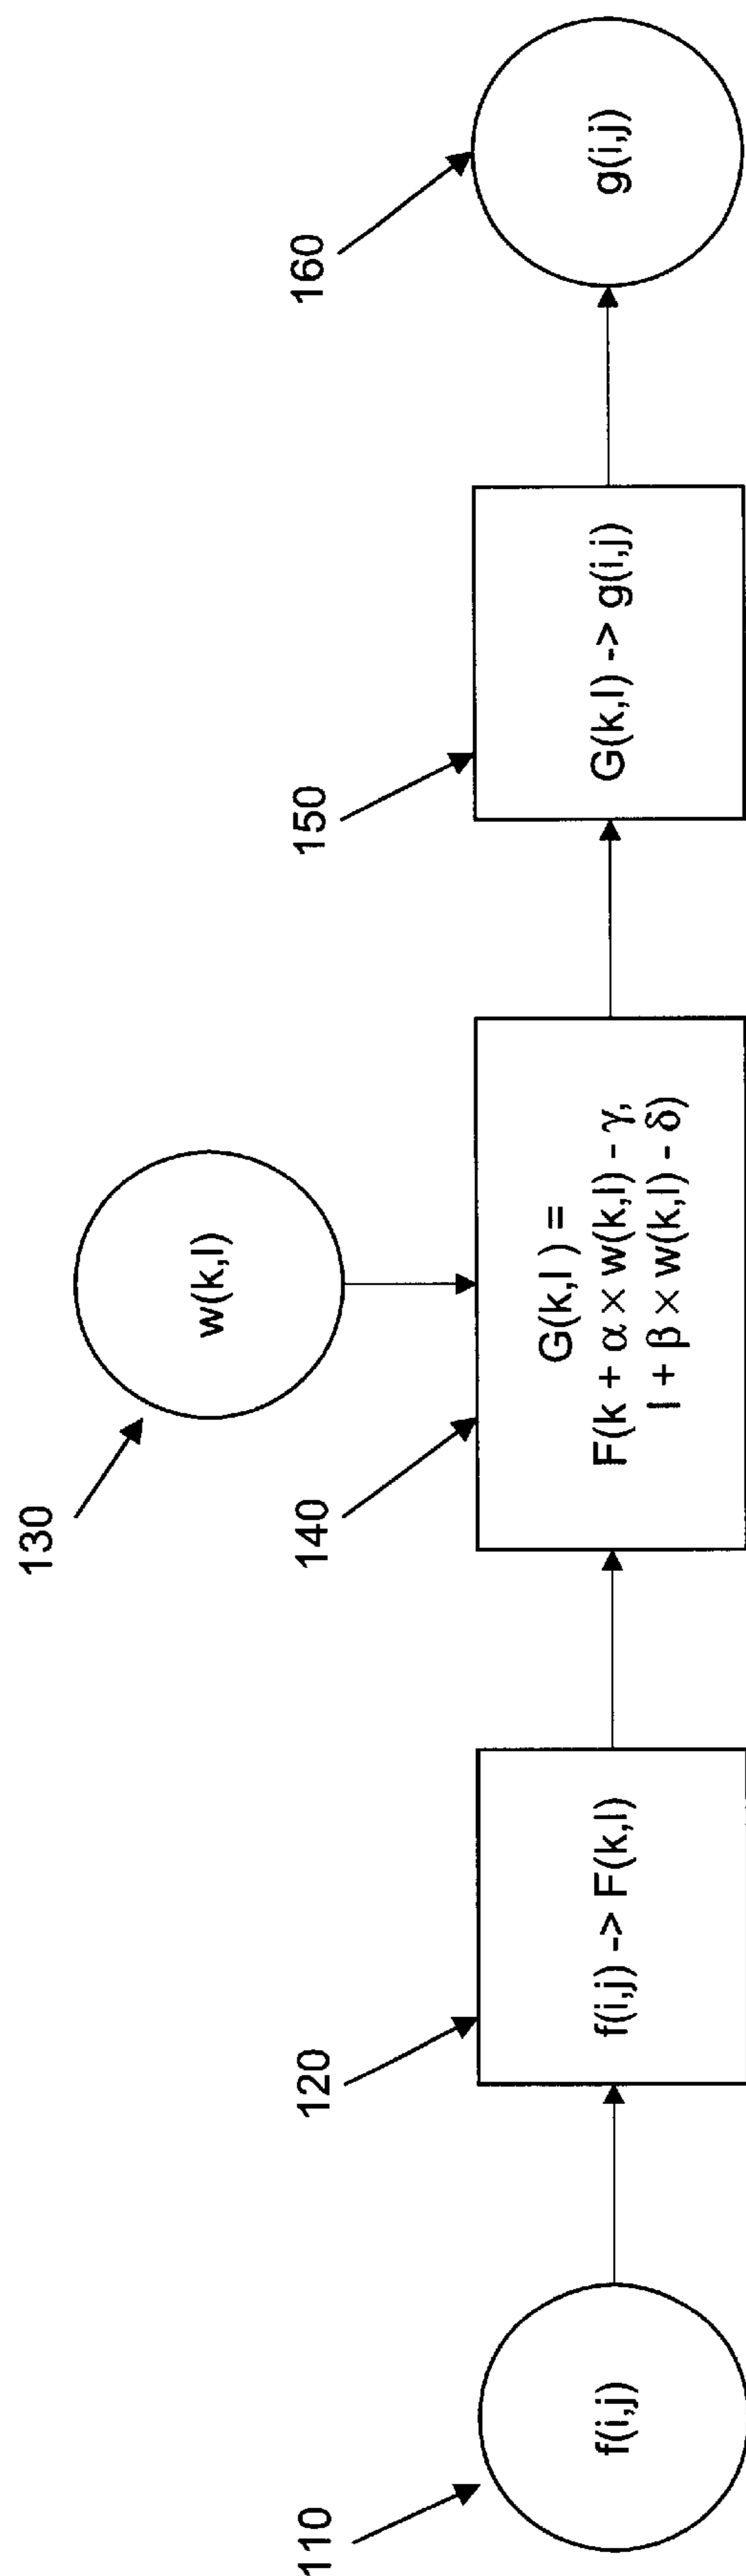 110
f(i,j)
120
f(i,j) -> F(k,l)
130
w(k,l)
140
G(k,l ) =
F(k + α × w(k,l) - γ,
l + β × w(k,l) - δ)
150
G(k,l) -> g(i,j)
160
g(i,j)